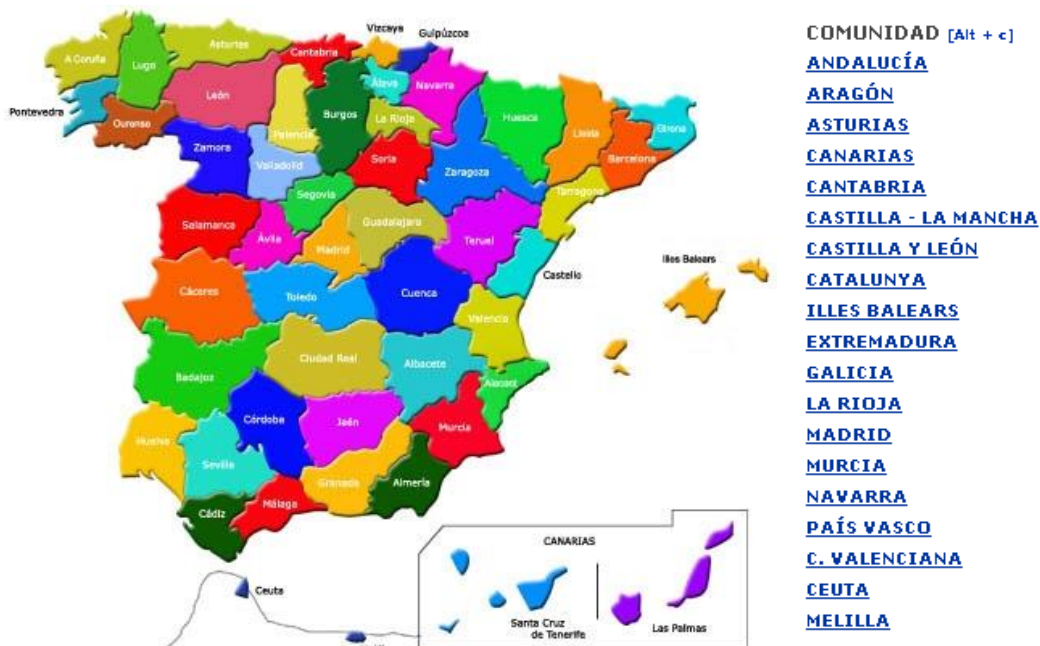 Vizcaya
Guipúzcoa
A Coruña
Lugo
Asturias
Cantabria
Álava
Navarra
Pontevedra
Ourense
León
Palencia
Burgos
La Rioja
Huesca
Lleida
Girona
Barcelona
Zamora
Valladolid
Soria
Zaragoza
Tarragona
Segovia
Salamanca
Ávila
Madrid
Guadalajara
Teruel
Castello
Illes Balears
Cáceres
Toledo
Cuenca
Valencia
Badajoz
Ciudad Real
Albacete
Alacant
Huelva
Sevilla
Córdoba
Jaén
Murcia
Cádiz
Málaga
Granada
Almería
Ceuta
CANARIAS
Santa Cruz
de Tenerife
Las Palmas
COMUNIDAD [Alt + c]
ANDALUCÍA
ARAGÓN
ASTURIAS
CANARIAS
CANTABRIA
CASTILLA - LA MANCHA
CASTILLA Y LEÓN
CATALUNYA
ILLES BALEARS
EXTREMADURA
GALICIA
LA RIOJA
MADRID
MURCIA
NAVARRA
PAÍS VASCO
C. VALENCIANA
CEUTA
MELILLA